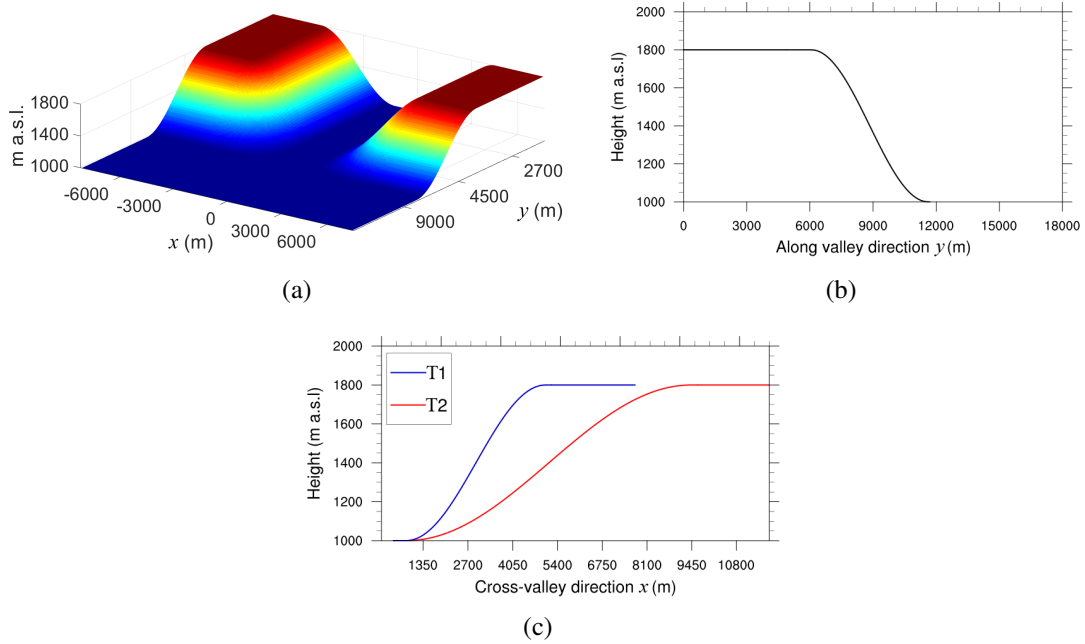 1800
1400
1000
m a.s.l.
-6000
-3000
0
3000
6000
x (m)
9000
4500
2700
y (m)
(a)
2000
1800
1600
1400
1200
1000
Height (m a.s.l)
0 3000 6000 9000 12000 15000 18000
Along valley direction y (m)
(b)
2000
1800
1600
1400
1200
1000
Height (m a.s.l)
T1
T2
1350 2700 4050 5400 6750 8100 9450 10800
Cross-valley direction x (m)
(c)